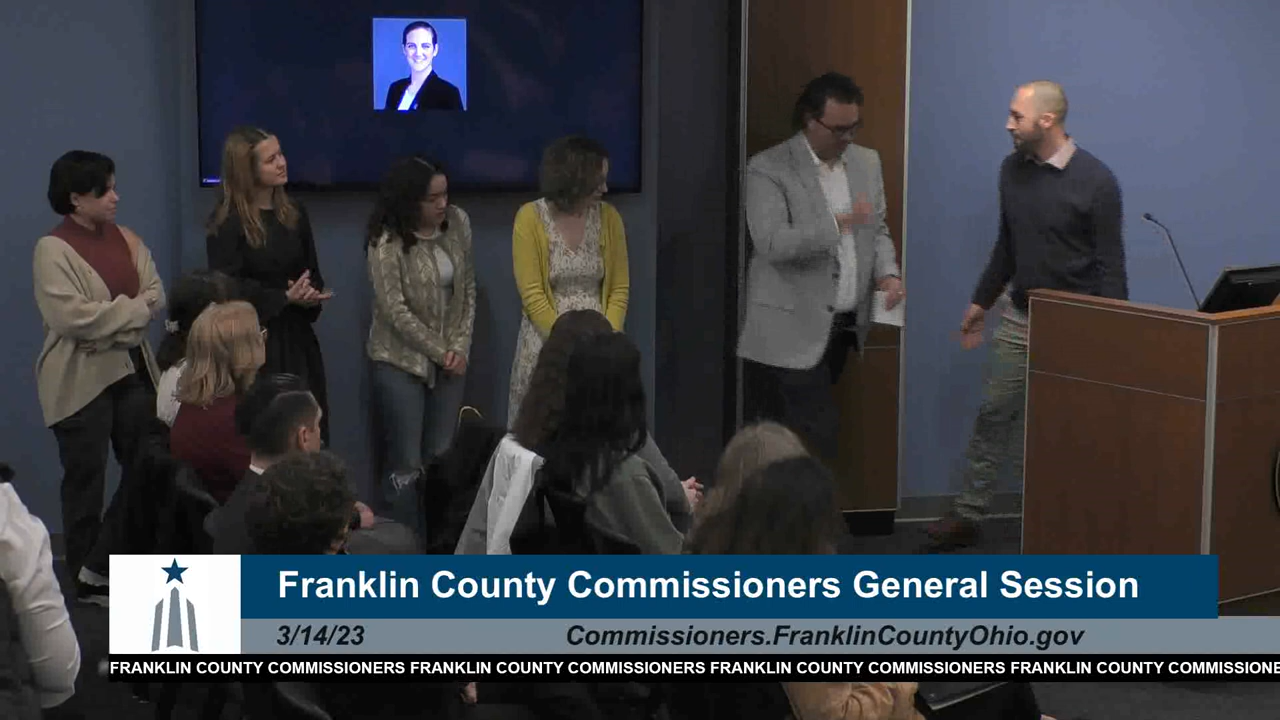 Franklin County Commissioners General Session
3/14/23 Commissioners.FranklinCountyOhio.gov
FRANKLIN COUNTY COMMISSIONERS FRANKLIN COUNTY COMMISSIONERS FRANKLIN COUNTY COMMISSIONERS FRANKLIN COUNTY COMMISSIONE